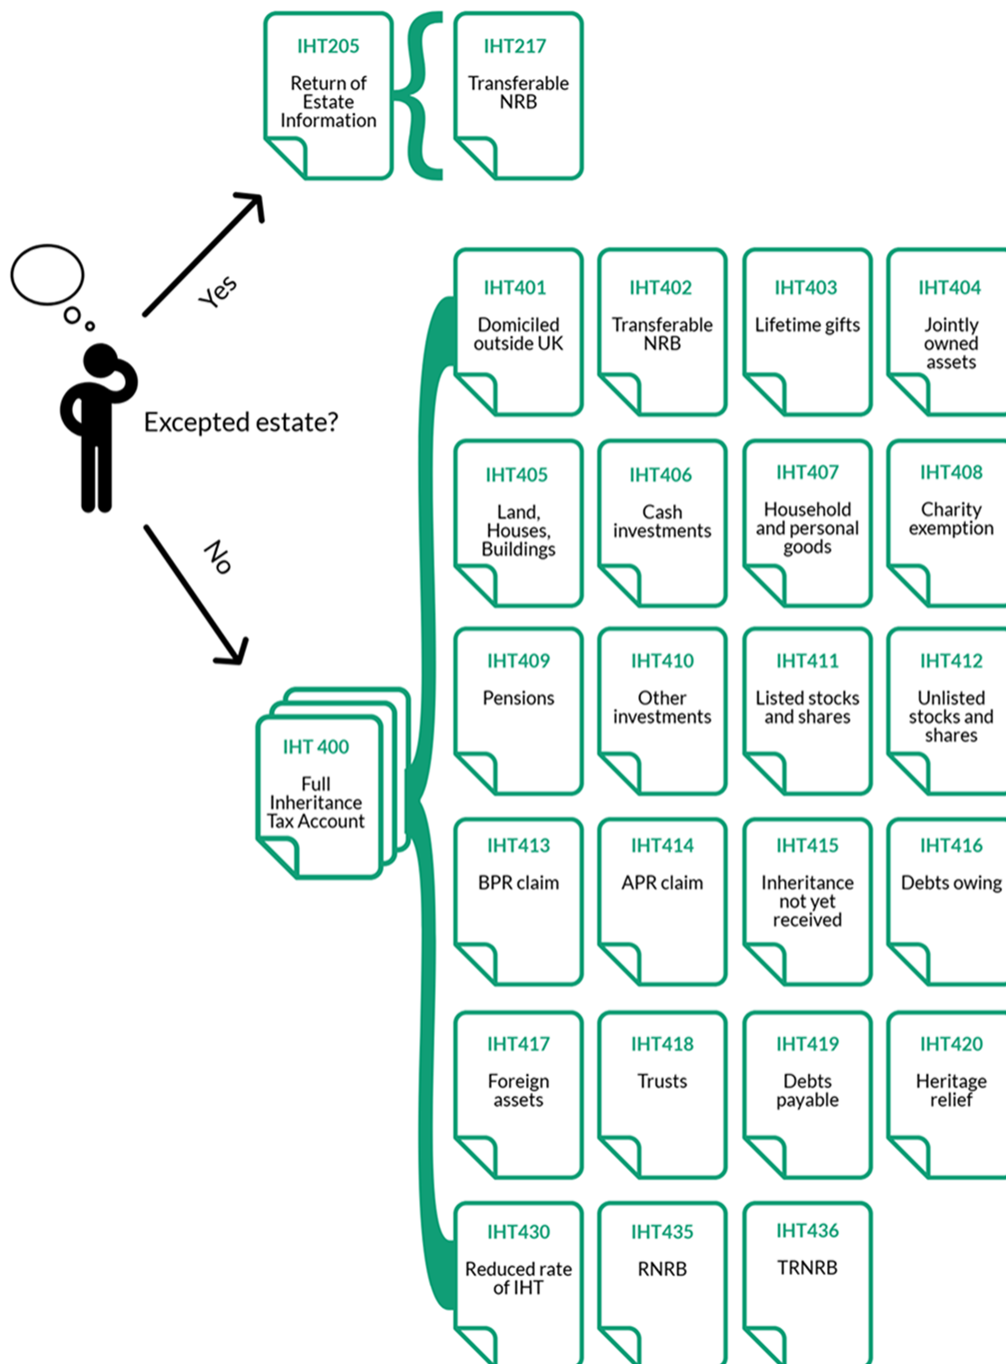 IHT205
Return of
Estate
Information
IHT217
Transferable
NRB
Yes
Excepted estate?
No
IHT 400
Full
Inheritance
Tax Account
IHT401
Domiciled
outside UK
IHT402
Transferable
NRB
IHT403
Lifetime gifts
IHT404
Jointly
owned
assets
IHT405
Land,
Houses,
Buildings
IHT406
Cash
investments
IHT407
Household
and personal
goods
IHT408
Charity
exemption
IHT409
Pensions
IHT410
Other
investments
IHT411
Listed stocks
and shares
IHT412
Unlisted
stocks and
shares
IHT413
BPR claim
IHT414
APR claim
IHT415
Inheritance
not yet
received
IHT416
Debts owing
IHT417
Foreign
assets
IHT418
Trusts
IHT419
Debts
payable
IHT420
Heritage
relief
IHT430
Reduced rate
of IHT
IHT435
RNRB
IHT436
TRNRB